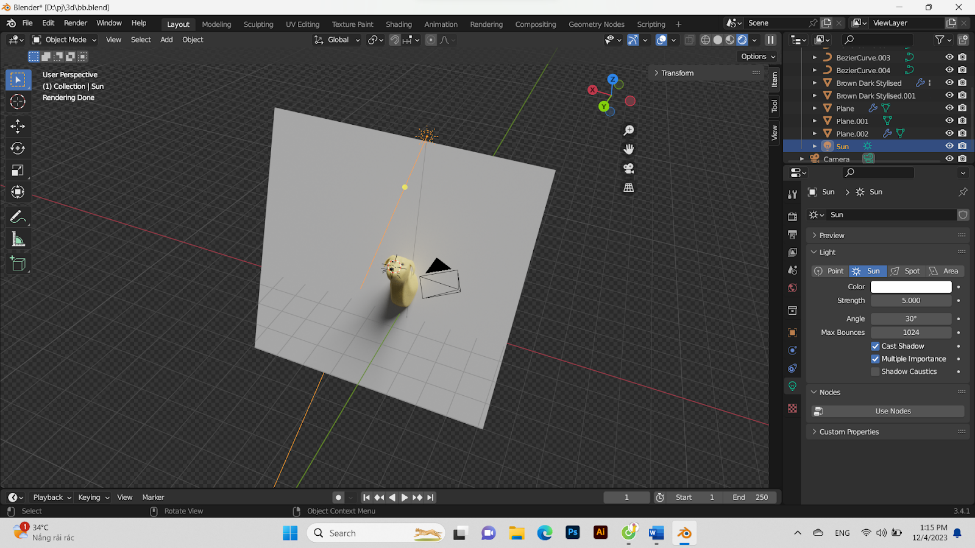 Blender* [D:\pj\3d\bb.blend]
File Edit Render Window Help Layout Modeling Sculpting UV Editing Texture Paint Shading Animation Rendering Compositing Geometry Nodes Scripting + Scene ViewLayer
Object Mode View Select Add Object Global
Options
User Perspective
(1) Collection | Sun
Rendering Done
Transform
Item
Tool
View
X
Y
Z
BezierCurve.003
BezierCurve.004
Brown Dark Stylised
Brown Dark Stylised.001
Plane
Plane.001
Plane.002
Sun
Camera
Sun Sun
Sun
Preview
Light
Point Sun Spot Area
Color
Strength 5.000
Angle 30°
Max Bounces 1024
Cast Shadow
Multiple Importance
Shadow Caustics
Nodes
Use Nodes
Custom Properties
Playback Keying View Marker 1 Start 1 End 250
Select Rotate View Object Context Menu 3.4.1
1 34°C
Nắng rải rác
Search
Ps Ai W
ENG
1:15 PM
12/4/2023